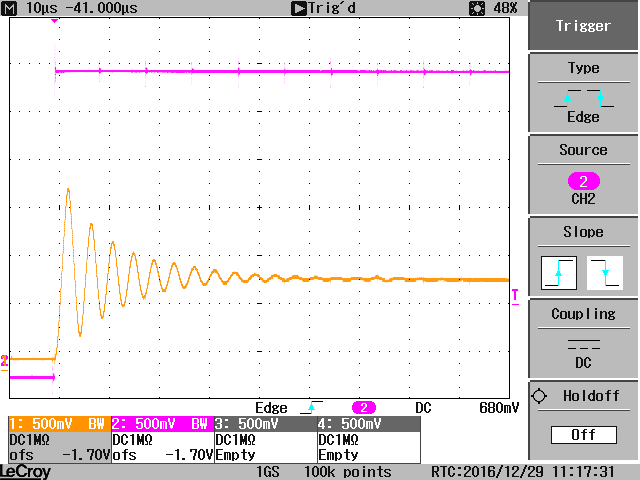 M 10µs -41.000µs Trig'd 48%
Trigger
Type
Edge
Source
2
CH2
Slope
Coupling
DC
Holdoff
Off
2
T
Edge 2 DC 680mV
1: 500mV BW 2: 500mV BW 3: 500mV 4: 500mV
DC1MΩ DC1MΩ DC1MΩ DC1MΩ
ofs -1.70V ofs -1.70V Empty Empty
LeCroy 1GS 100k points RTC:2016/12/29 11:17:31